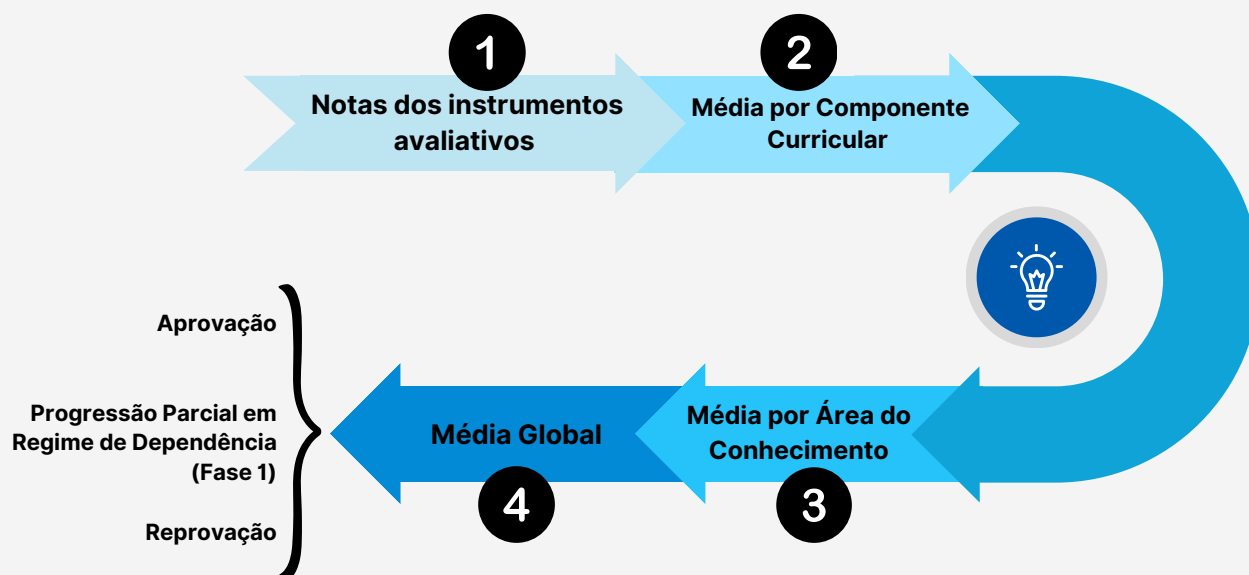 1
Notas dos instrumentos
avaliativos
2
Média por Componente
Curricular
Média por Área do
Conhecimento
3
Média Global
4
Aprovação
Progressão Parcial em
Regime de Dependência
(Fase 1)
Reprovação